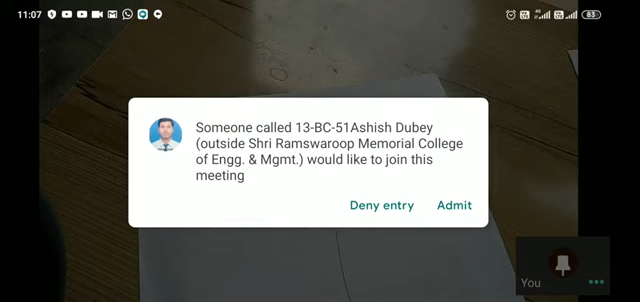 11:07
83
Someone called 13-BC-51Ashish Dubey
(outside Shri Ramswaroop Memorial College
of Engg. & Mgmt.) would like to join this
meeting
Deny entry Admit
You